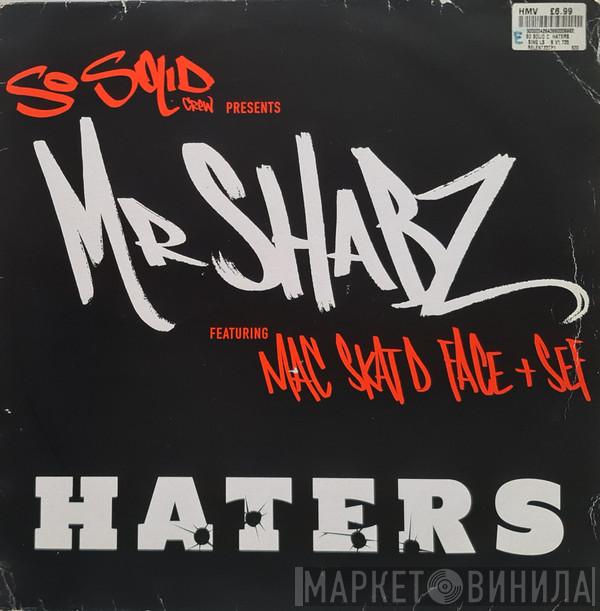 HMV £6.99
So Solid
Crew PRESENTS
MR SHABZ
FEATURING
MAC SKAT D FACE + SEF
HATERS
МАРКЕТ ВИНИЛА